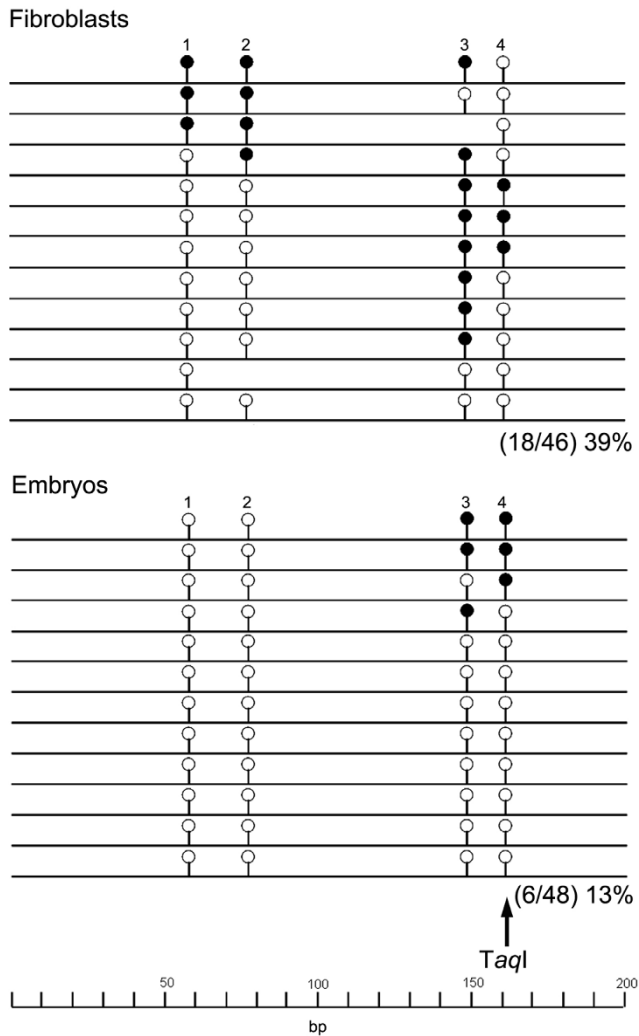 Fibroblasts
1 2 3 4
(18/46) 39%
Embryos
1 2 3 4
(6/48) 13%
TaqI
50 100 150 200
bp